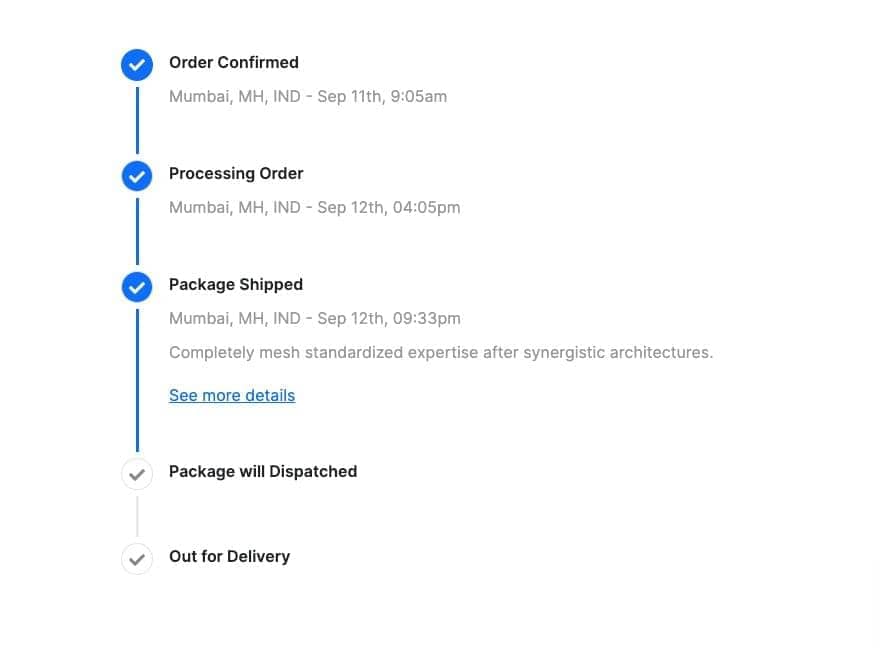 Order Confirmed
Mumbai, MH, IND - Sep 11th, 9:05am
Processing Order
Mumbai, MH, IND - Sep 12th, 04:05pm
Package Shipped
Mumbai, MH, IND - Sep 12th, 09:33pm
Completely mesh standardized expertise after synergistic architectures.
See more details
Package will Dispatched
Out for Delivery